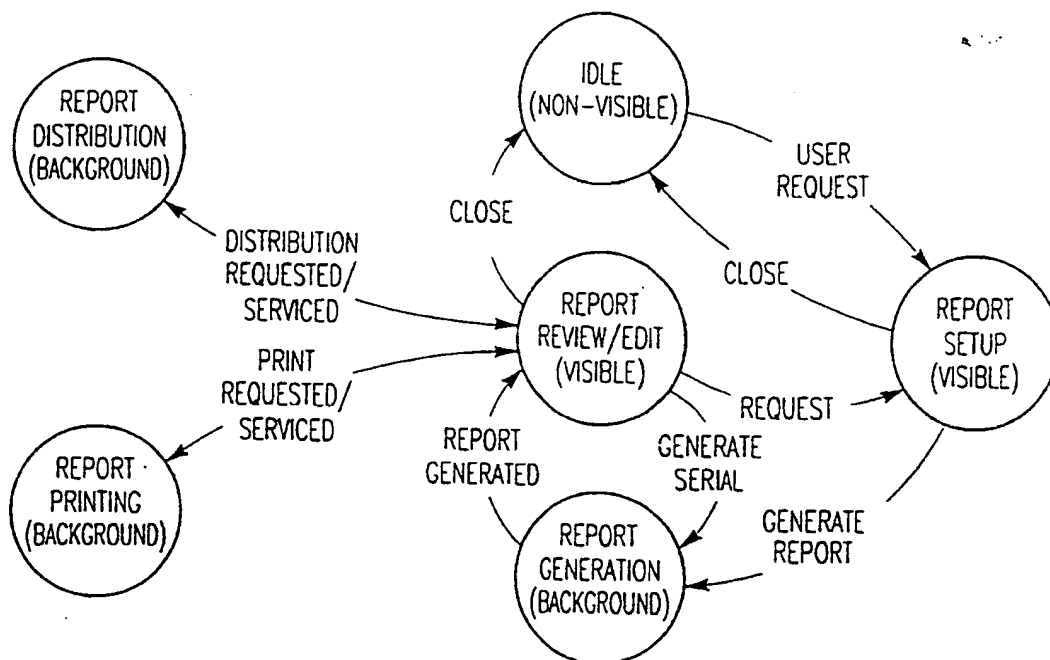 REPORT
DISTRIBUTION
(BACKGROUND)
IDLE
(NON-VISIBLE)
USER
REQUEST
CLOSE
DISTRIBUTION
REQUESTED/
SERVICED
CLOSE
REPORT
REVIEW/EDIT
(VISIBLE)
REPORT
SETUP
(VISIBLE)
PRINT
REQUESTED/
SERVICED
REQUEST
REPORT
GENERATED
GENERATE
SERIAL
REPORT
PRINTING
(BACKGROUND)
GENERATE
REPORT
REPORT
GENERATION
(BACKGROUND)